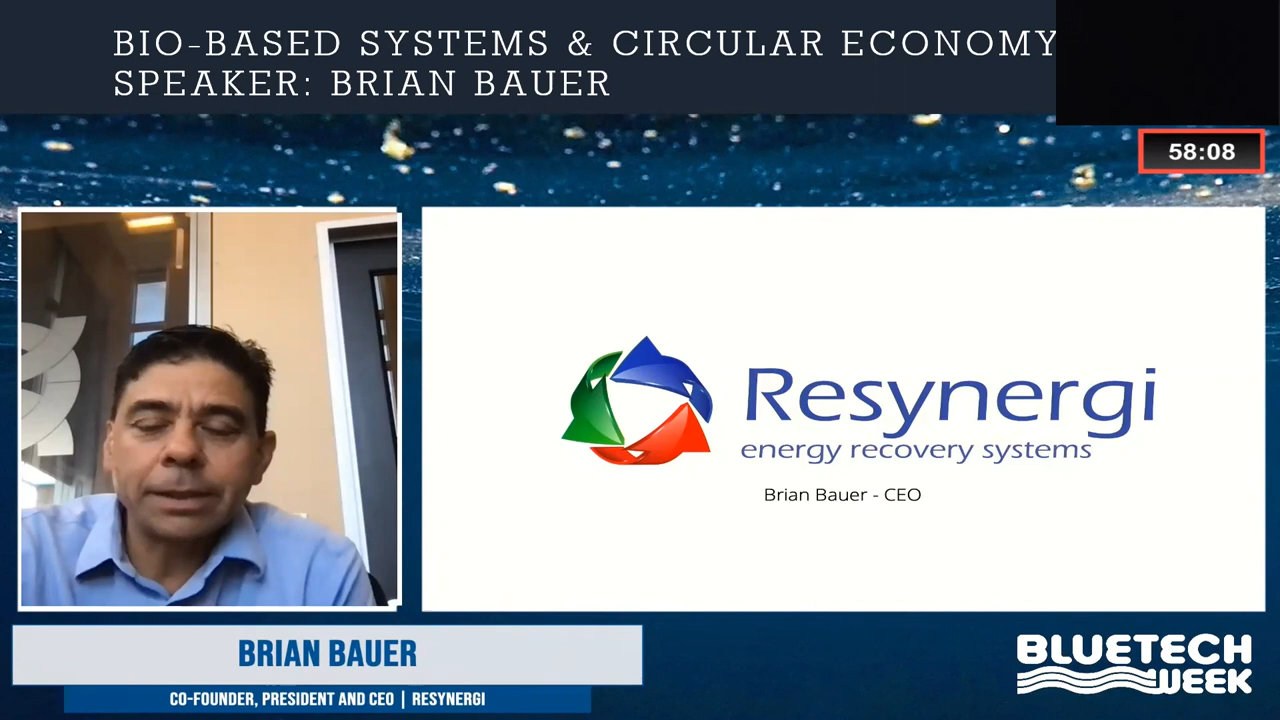 BIO-BASED SYSTEMS & CIRCULAR ECONOMY
SPEAKER: BRIAN BAUER
58:08
Resynergi
energy recovery systems
Brian Bauer - CEO
BRIAN BAUER
CO-FOUNDER, PRESIDENT AND CEO | RESYNERGI
BLUETECH
WEEK